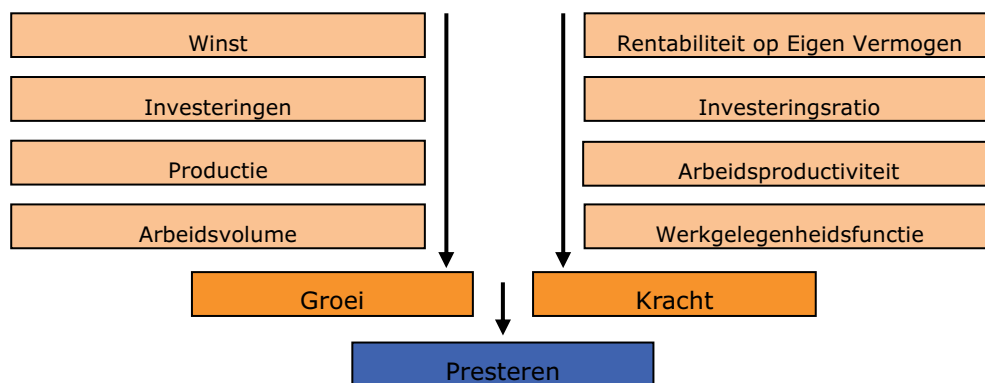 Winst
Investeringen
Productie
Arbeidsvolume
Rentabiliteit op Eigen Vermogen
Investeringsratio
Arbeidsproductiviteit
Werkgelegenheidsfunctie
Groei
Kracht
Presteren